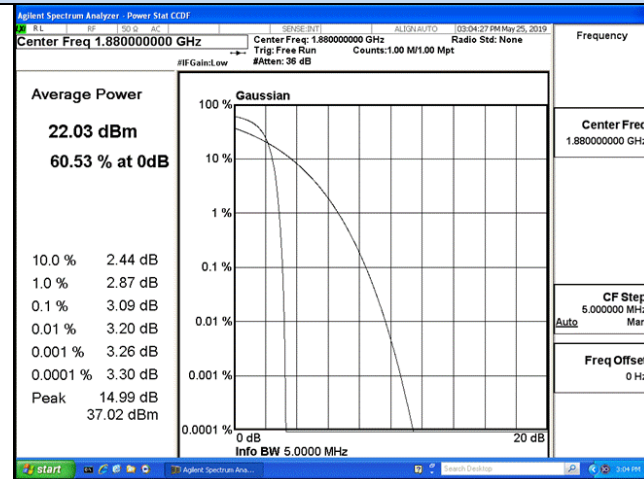 Agilent Spectrum Analyzer - Power Stat CCDF
RL RF 50 Ω AC SENSE:INT ALIGN AUTO 03:04:27 PM May 25, 2019
Center Freq 1.880000000 GHz
Center Freq: 1.880000000 GHz Radio Std: None
Trig: Free Run Counts:1.00 M/1.00 Mpt
#IFGain:Low #Atten: 36 dB
Frequency
Average Power
22.03 dBm
60.53 % at 0dB
10.0 % 2.44 dB
1.0 % 2.87 dB
0.1 % 3.09 dB
0.01 % 3.20 dB
0.001 % 3.26 dB
0.0001 % 3.30 dB
Peak 14.99 dB
37.02 dBm
Gaussian
100 %
10 %
1 %
0.1 %
0.01 %
0.001 %
0.0001 %
0 dB 20 dB
Info BW 5.0000 MHz
Center Freq
1.880000000 GHz
CF Step
5.000000 MHz
Auto Man
Freq Offset
0 Hz
start Agilent Spectrum Ana... Search Desktop 3:04 PM